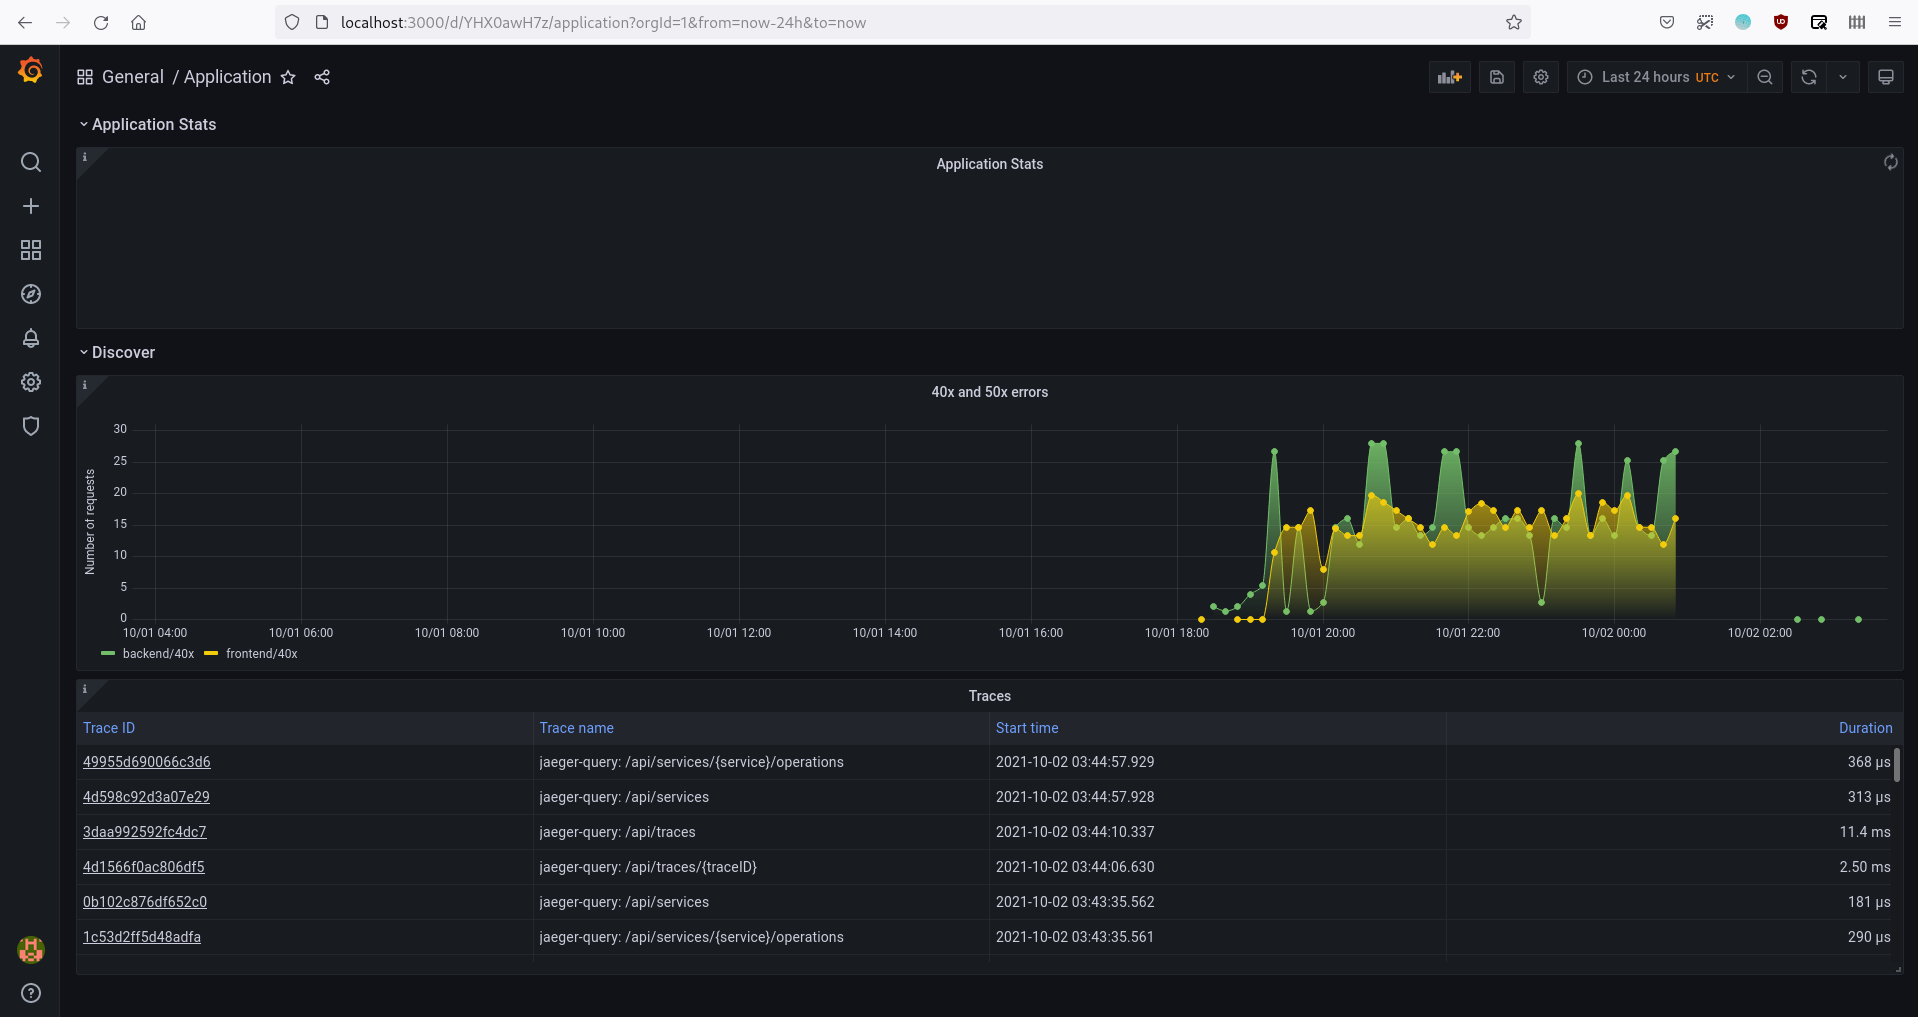 localhost:3000/d/YHX0awH7z/application?orgId=1&from=now-24h&to=now
General / Application
Last 24 hours UTC
Application Stats
Application Stats
Discover
40x and 50x errors
Number of requests
30
25
20
15
10
5
0
10/01 04:00 10/01 06:00 10/01 08:00 10/01 10:00 10/01 12:00 10/01 14:00 10/01 16:00 10/01 18:00 10/01 20:00 10/01 22:00 10/02 00:00 10/02 02:00
backend/40x frontend/40x
Traces
Trace ID Trace name Start time Duration
49955d690066c3d6 jaeger-query: /api/services/{service}/operations 2021-10-02 03:44:57.929 368 µs
4d598c92d3a07e29 jaeger-query: /api/services 2021-10-02 03:44:57.928 313 µs
3daa992592fc4dc7 jaeger-query: /api/traces 2021-10-02 03:44:10.337 11.4 ms
4d1566f0ac806df5 jaeger-query: /api/traces/{traceID} 2021-10-02 03:44:06.630 2.50 ms
0b102c876df652c0 jaeger-query: /api/services 2021-10-02 03:43:35.562 181 µs
1c53d2ff5d48adfa jaeger-query: /api/services/{service}/operations 2021-10-02 03:43:35.561 290 µs